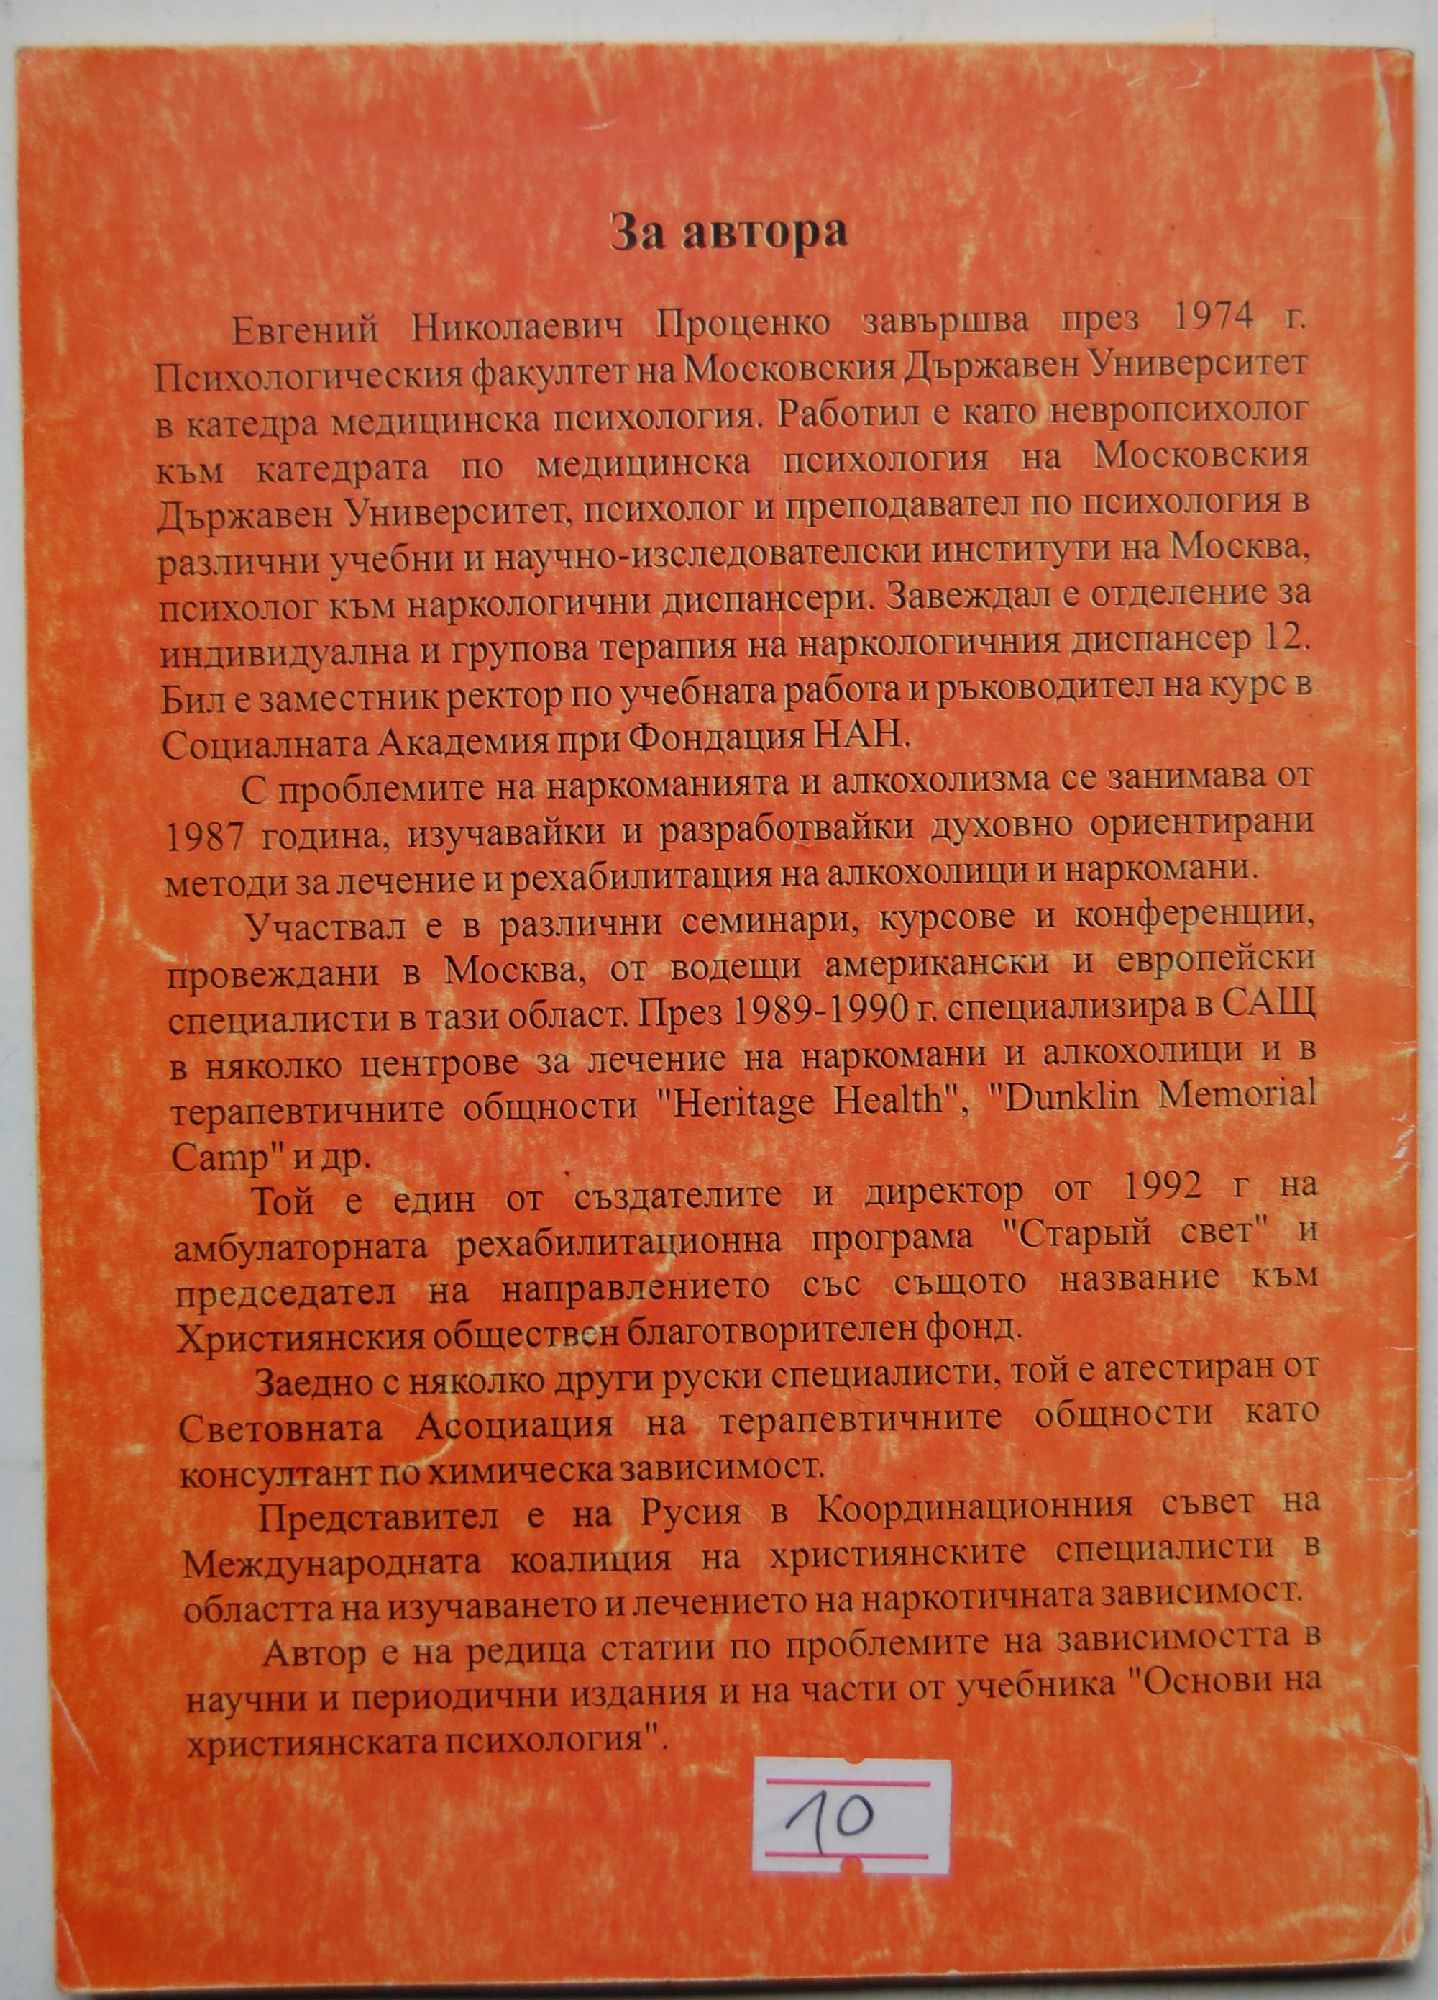 За автора
Евгений Николаевич Проценко завършва през 1974 г.
Психологическия факултет на Московския Държавен Университет
в катедра медицинска психология. Работил е като невропсихолог
към катедрата по медицинска психология на Московския
Държавен Университет, психолог и преподавател по психология в
различни учебни и научно-изследователски институти на Москва,
психолог към наркологични диспансери. Завеждал е отделение за
индивидуална и групова терапия на наркологичния диспансер 12.
Бил е заместник ректор по учебната работа и ръководител на курс в
Социалната Академия при Фондация НАН.
С проблемите на наркоманията и алкохолизма се занимава от
1987 година, изучавайки и разработвайки духовно ориентирани
методи за лечение и рехабилитация на алкохолици и наркомани.
Участвал е в различни семинари, курсове и конференции,
провеждани в Москва, от водещи американски и европейски
специалисти в тази област. През 1989-1990 г. специализира в САЩ
в няколко центрове за лечение на наркомани и алкохолици и в
терапевтичните общности "Heritage Health", "Dunklin Memorial
Camp" и др.
Той е един от създателите и директор от 1992 г на
амбулаторната рехабилитационна програма "Старый свет" и
председател на направлението със същото название към
Християнския обществен благотворителен фонд.
Заедно с няколко други руски специалисти, той е атестиран от
Световната Асоциация на терапевтичните общности като
консултант по химическа зависимост.
Представител е на Русия в Координационния съвет на
Международната коалиция на християнските специалисти в
областта на изучаването и лечението на наркотичната зависимост.
Автор е на редица статии по проблемите на зависимостта в
научни и периодични издания и на части от учебника "Основи на
християнската психология".
10